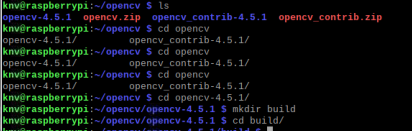 knv@raspberrypi:~/opencv $ ls
opencv-4.5.1 opencv.zip opencv_contrib-4.5.1 opencv_contrib.zip
knv@raspberrypi:~/opencv $ cd opencv
opencv-4.5.1/ opencv_contrib-4.5.1/
knv@raspberrypi:~/opencv $ cd opencv
opencv-4.5.1/ opencv_contrib-4.5.1/
knv@raspberrypi:~/opencv $ cd opencv
opencv-4.5.1/ opencv_contrib-4.5.1/
knv@raspberrypi:~/opencv $ cd opencv-4.5.1/
knv@raspberrypi:~/opencv/opencv-4.5.1 $ mkdir build
knv@raspberrypi:~/opencv/opencv-4.5.1 $ cd build/
knv@raspberrypi:~/opencv/opencv-4.5.1/build $